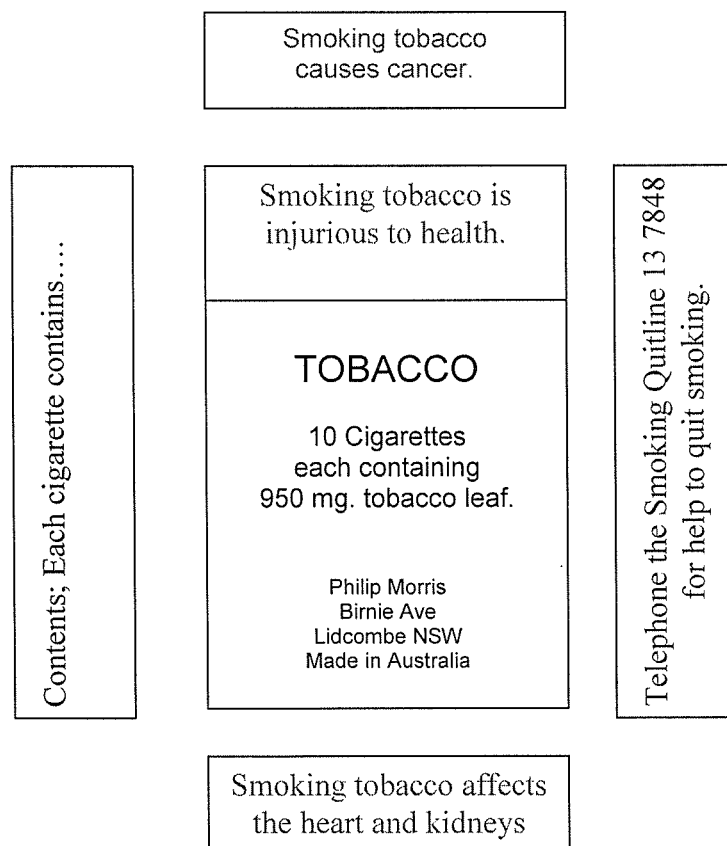 Smoking tobacco
causes cancer.
Contents; Each cigarette contains....
Smoking tobacco is
injurious to health.
TOBACCO
10 Cigarettes
each containing
950 mg. tobacco leaf.
Philip Morris
Birnie Ave
Lidcombe NSW
Made in Australia
Telephone the Smoking Quitline 13 7848
for help to quit smoking.
Smoking tobacco affects
the heart and kidneys